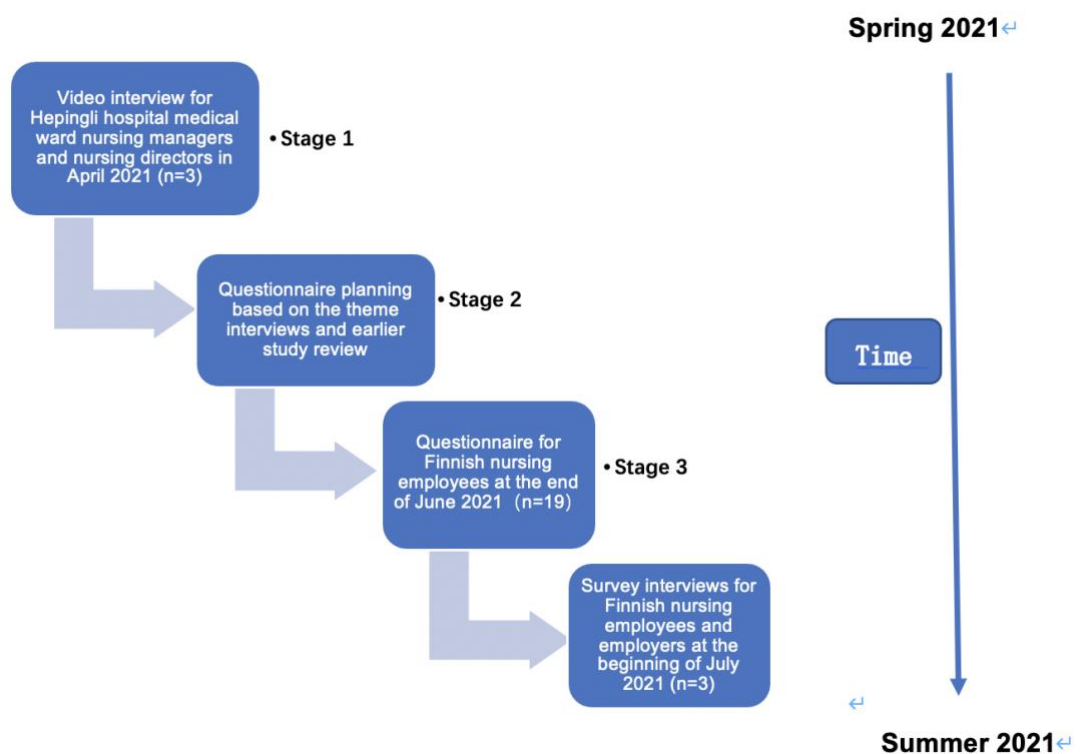 Spring 2021↵
Video interview for
Hepingli hospital medical
ward nursing managers
and nursing directors in
April 2021 (n=3)
• Stage 1
Questionnaire planning
based on the theme
interviews and earlier
study review
• Stage 2
Time
Questionnaire for
Finnish nursing
employees at the end
of June 2021（n=19）
• Stage 3
Survey interviews for
Finnish nursing
employees and
employers at the
beginning of July
2021 (n=3)
↵
Summer 2021↵